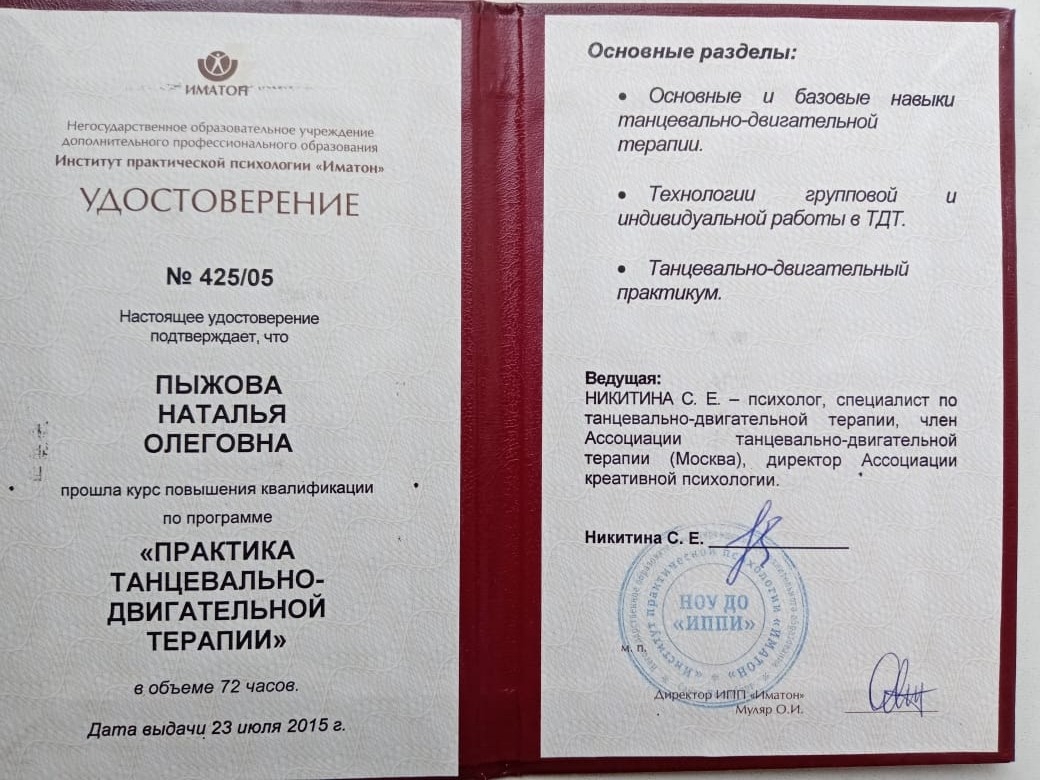 ИМАТОН
Негосударственное образовательное учреждение
дополнительного профессионального образования
Институт практической психологии «Иматон»
УДОСТОВЕРЕНИЕ
№ 425/05
Настоящее удостоверение
подтверждает, что
ПЫЖОВА
НАТАЛЬЯ
ОЛЕГОВНА
прошла курс повышения квалификации
по программе
«ПРАКТИКА
ТАНЦЕВАЛЬНО-
ДВИГАТЕЛЬНОЙ
ТЕРАПИИ»
в объеме 72 часов.
Дата выдачи 23 июля 2015 г.
Основные разделы:
• Основные и базовые навыки
танцевально-двигательной
терапии.
• Технологии групповой и
индивидуальной работы в ТДТ.
• Танцевально-двигательный
практикум.
Ведущая:
НИКИТИНА С. Е. – психолог, специалист по
танцевально-двигательной терапии, член
Ассоциации танцевально-двигательной
терапии (Москва), директор Ассоциации
креативной психологии.
Никитина С. Е.
«Институт практической психологии «ИМАТОН»
НОУ ДО
«ИППИ»
м. п.
Директор ИПП «Иматон»
Муляр О.И.